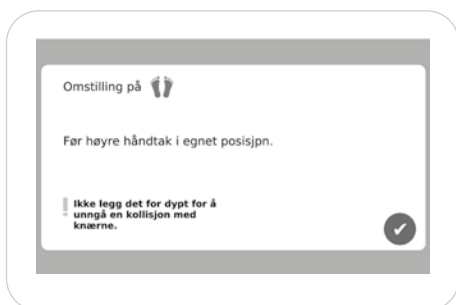 Omstilling på
Før høyre håndtak i egnet posisjpn.
Ikke legg det for dypt for å
unngå en kollisjon med
knærne.